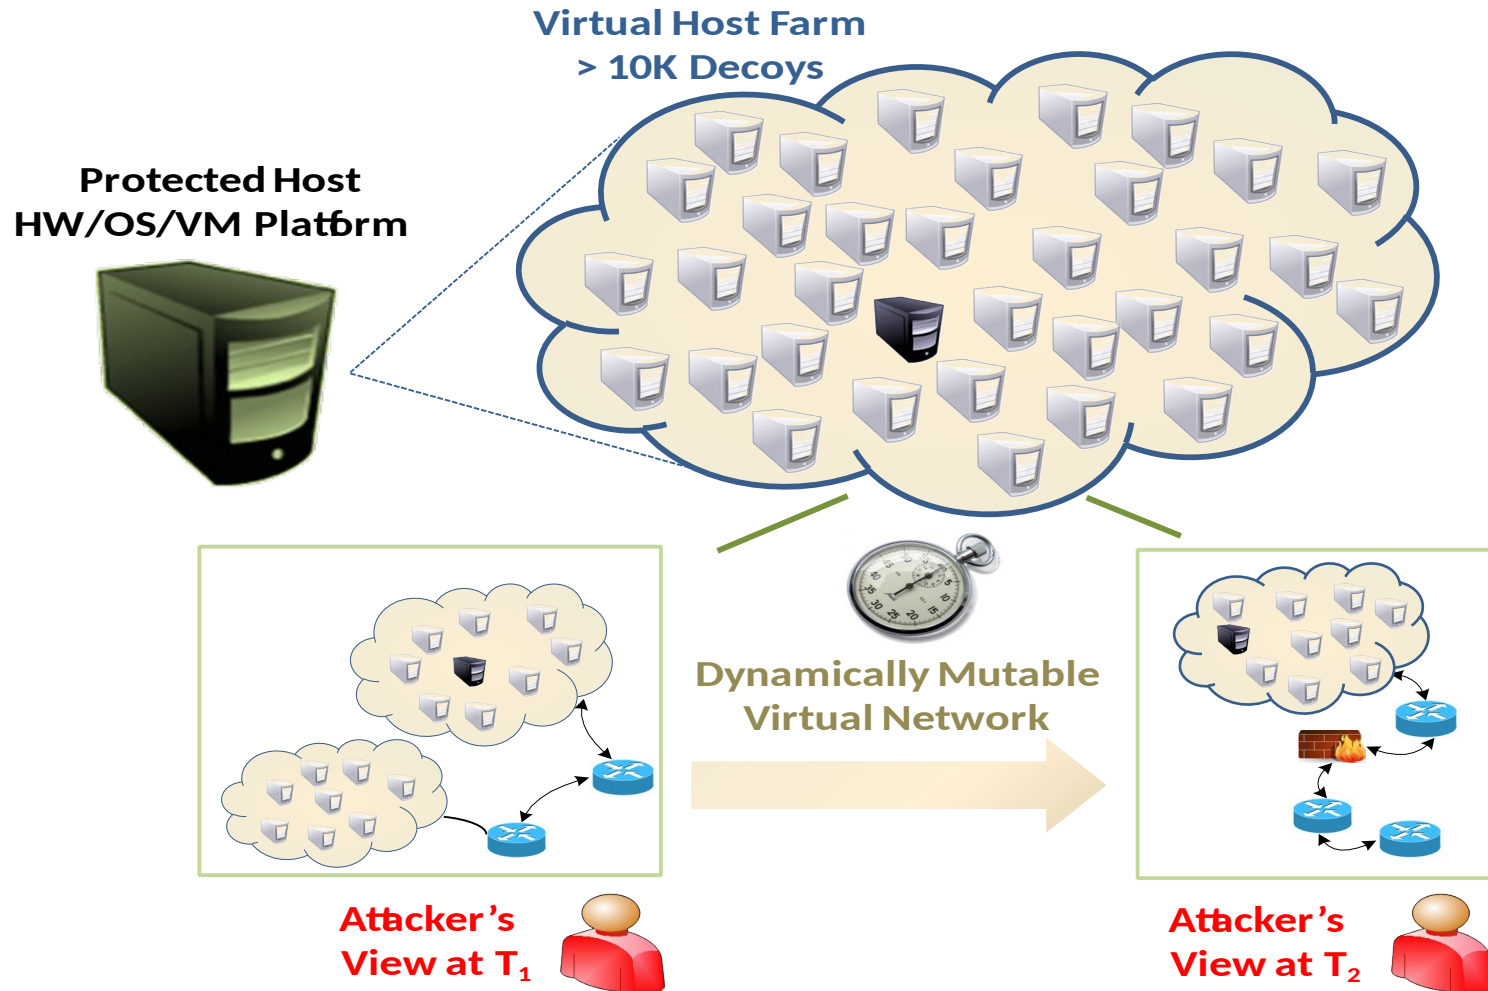 Virtual Host Farm
> 10K Decoys
Protected Host
HW/OS/VM Platform
Dynamically Mutable
Virtual Network
Attacker’s
View at T1
Attacker’s
View at T2